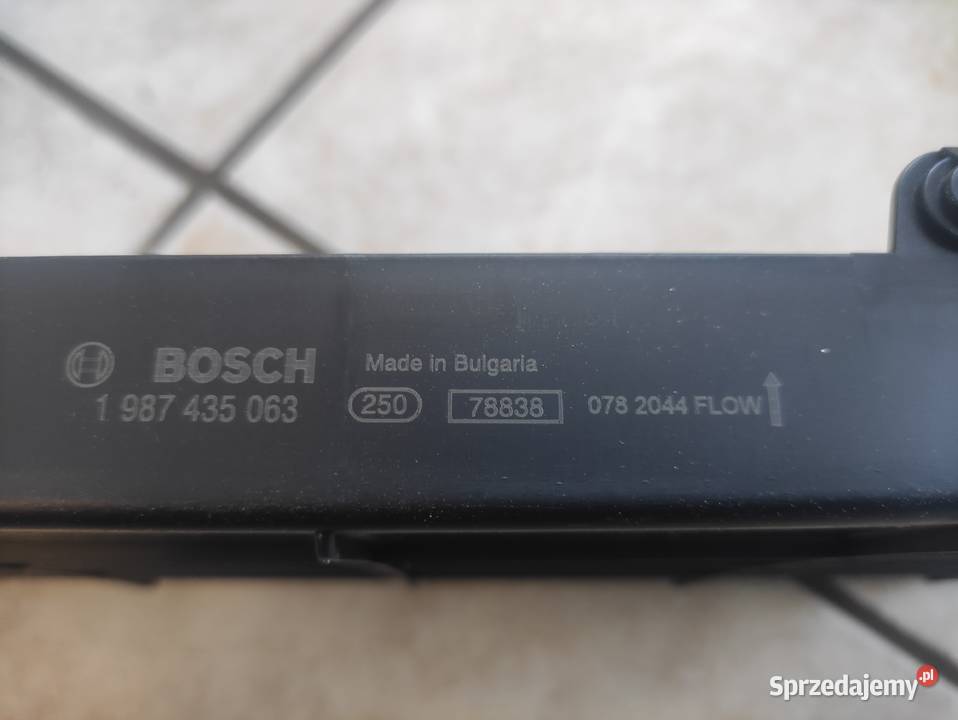 BOSCH
1 987 435 063
Made in Bulgaria
250
78838
078 2044 FLOW
Sprzedajemy.pl